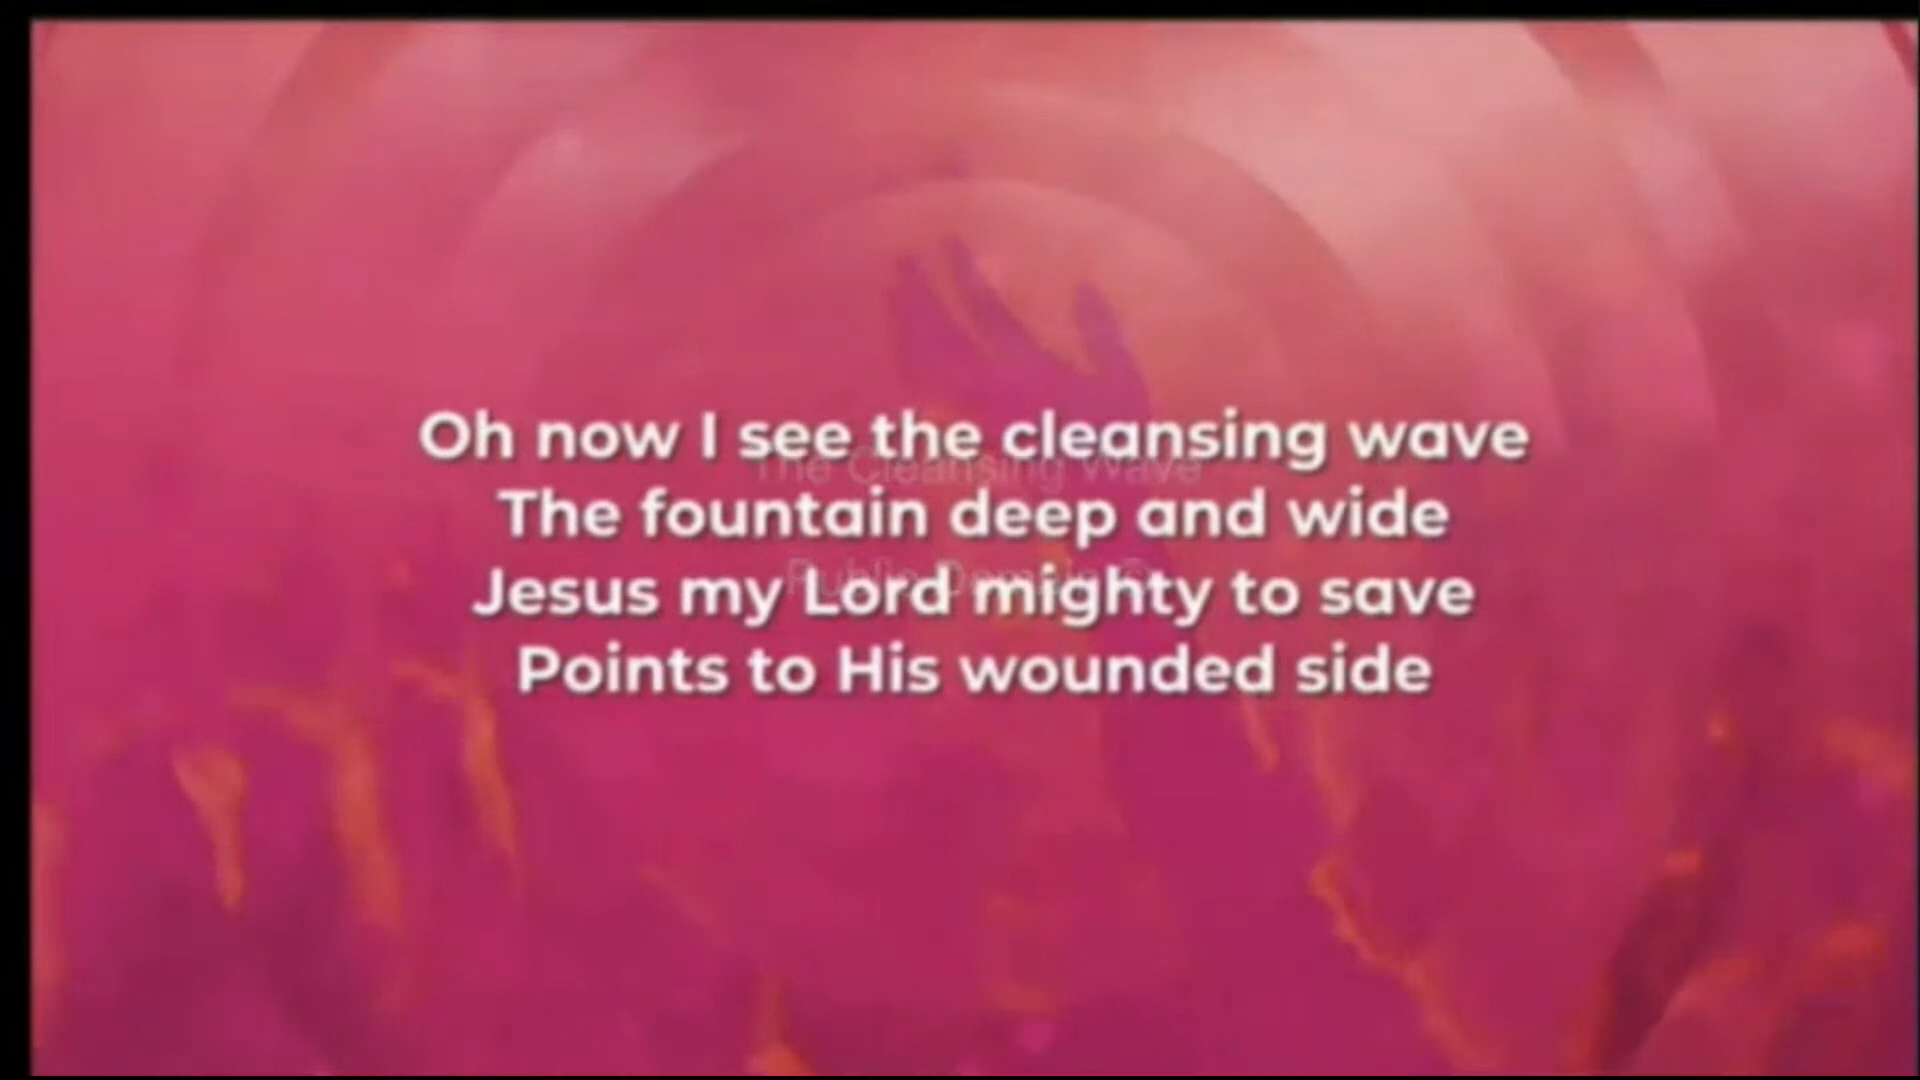 Oh now I see the cleansing wave
The Cleansing Wave
The fountain deep and wide
Public Domain ©
Jesus my Lord mighty to save
Points to His wounded side